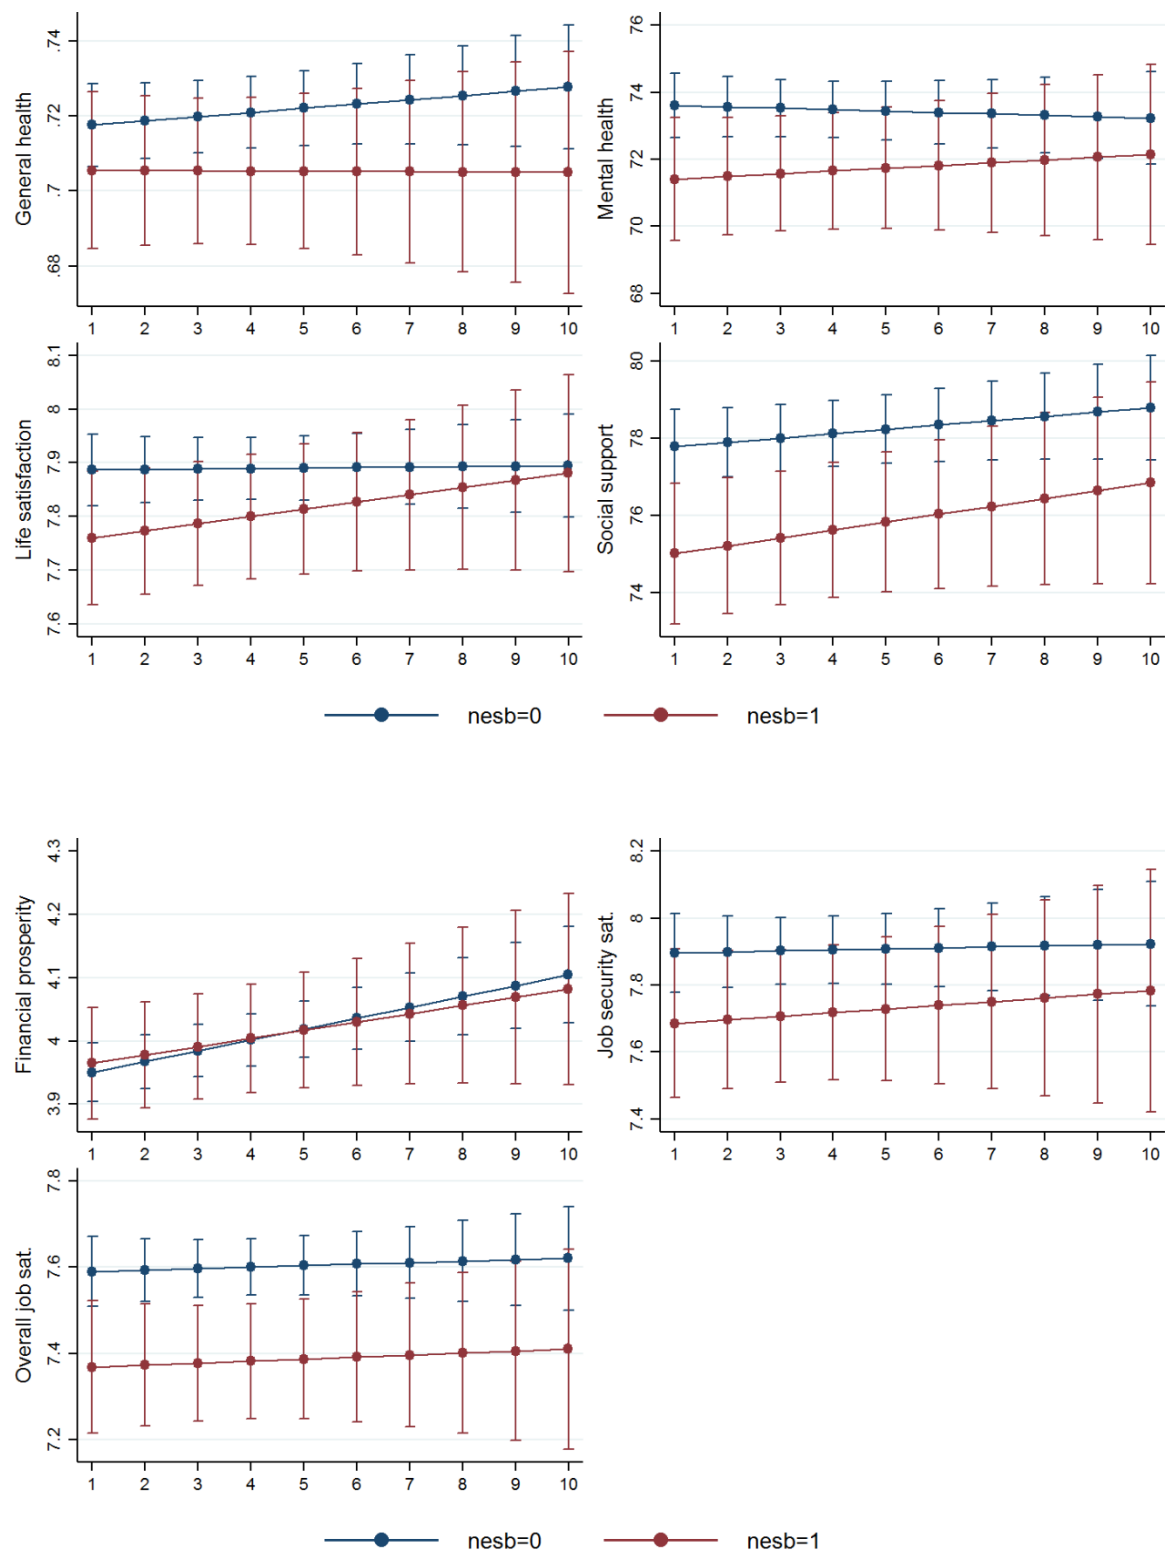 General health
.74
.72
.7
.68
1 2 3 4 5 6 7 8 9 10
Mental health
76
74
72
70
68
1 2 3 4 5 6 7 8 9 10
Life satisfaction
8.1
8
7.9
7.8
7.7
7.6
1 2 3 4 5 6 7 8 9 10
Social support
80
78
76
74
1 2 3 4 5 6 7 8 9 10
nesb=0 nesb=1
Financial prosperity
4.3
4.2
4.1
4
3.9
1 2 3 4 5 6 7 8 9 10
Job security sat.
8.2
8
7.8
7.6
7.4
1 2 3 4 5 6 7 8 9 10
Overall job sat.
7.8
7.6
7.4
7.2
1 2 3 4 5 6 7 8 9 10
nesb=0 nesb=1